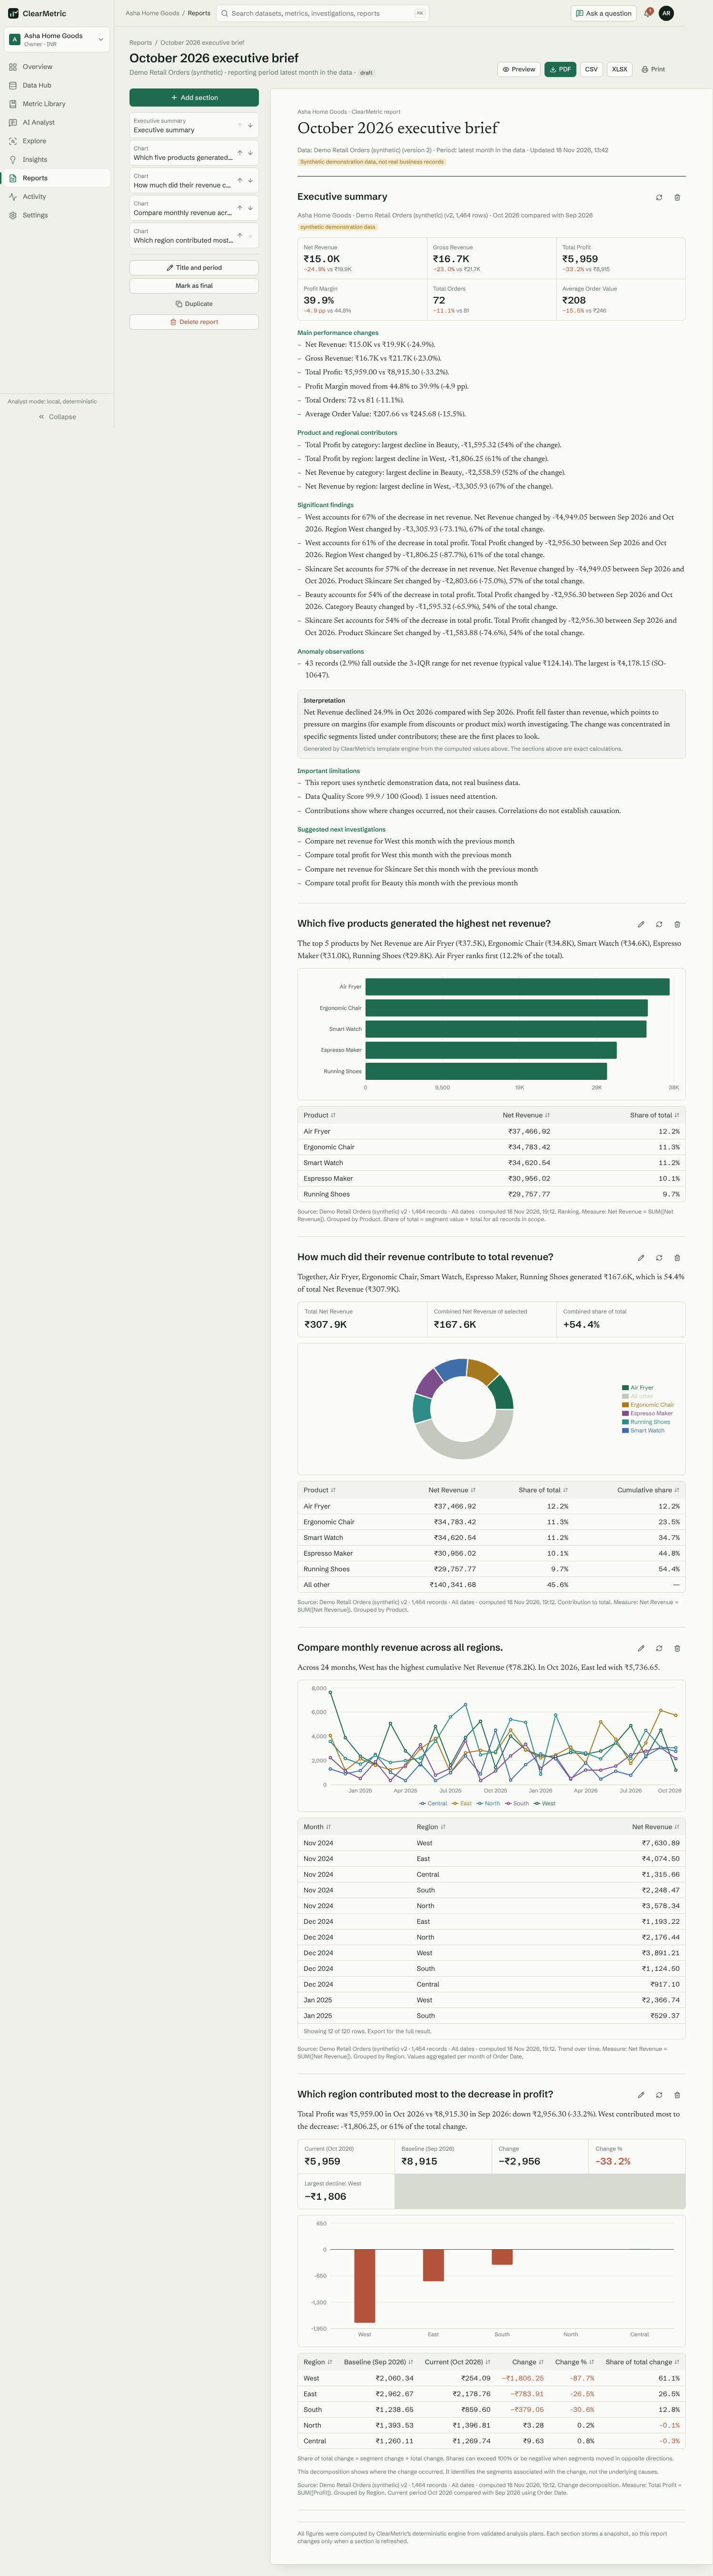 ClearMetric
A
Asha Home Goods
Owner · INR
Overview
Data Hub
Metric Library
AI Analyst
Explore
Insights
Reports
Activity
Settings
Analyst mode: local, deterministic
Collapse
Asha Home Goods / Reports
Search datasets, metrics, investigations, reports
⌘K
Ask a question
1
AR
Reports / October 2026 executive brief
October 2026 executive brief
Demo Retail Orders (synthetic) · reporting period latest month in the data · draft
Preview
PDF
CSV
XLSX
Print
Add section
Executive summary
Executive summary
Chart
Which five products generated...
Chart
How much did their revenue c...
Chart
Compare monthly revenue acr...
Chart
Which region contributed most...
Title and period
Mark as final
Duplicate
Delete report
Asha Home Goods · ClearMetric report
October 2026 executive brief
Data: Demo Retail Orders (synthetic) (version 2) · Period: latest month in the data · Updated 18 Nov 2026, 13:42
Synthetic demonstration data, not real business records
Executive summary
Asha Home Goods · Demo Retail Orders (synthetic) (v2, 1,464 rows) · Oct 2026 compared with Sep 2026
synthetic demonstration data
Net Revenue
₹15.0K
-24.9% vs ₹19.9K
Gross Revenue
₹16.7K
-23.0% vs ₹21.7K
Total Profit
₹5,959
-33.2% vs ₹8,915
Profit Margin
39.9%
-4.9 pp vs 44.8%
Total Orders
72
-11.1% vs 81
Average Order Value
₹208
-15.5% vs ₹246
Main performance changes
– Net Revenue: ₹15.0K vs ₹19.9K (-24.9%).
– Gross Revenue: ₹16.7K vs ₹21.7K (-23.0%).
– Total Profit: ₹5,959.00 vs ₹8,915.30 (-33.2%).
– Profit Margin moved from 44.8% to 39.9% (-4.9 pp).
– Total Orders: 72 vs 81 (-11.1%).
– Average Order Value: ₹207.66 vs ₹245.68 (-15.5%).
Product and regional contributors
– Total Profit by category: largest decline in Beauty, -₹1,595.32 (54% of the change).
– Total Profit by region: largest decline in West, -₹1,806.25 (61% of the change).
– Net Revenue by category: largest decline in Beauty, -₹2,558.59 (52% of the change).
– Net Revenue by region: largest decline in West, -₹3,305.93 (67% of the change).
Significant findings
– West accounts for 67% of the decrease in net revenue. Net Revenue changed by -₹4,949.05 between Sep 2026 and Oct
2026. Region West changed by -₹3,305.93 (-73.1%), 67% of the total change.
– West accounts for 61% of the decrease in total profit. Total Profit changed by -₹2,956.30 between Sep 2026 and Oct
2026. Region West changed by -₹1,806.25 (-87.7%), 61% of the total change.
– Skincare Set accounts for 57% of the decrease in net revenue. Net Revenue changed by -₹4,949.05 between Sep 2026 and
Oct 2026. Product Skincare Set changed by -₹2,803.66 (-75.0%), 57% of the total change.
– Beauty accounts for 54% of the decrease in total profit. Total Profit changed by -₹2,956.30 between Sep 2026 and Oct
2026. Category Beauty changed by -₹1,595.32 (-65.9%), 54% of the total change.
– Skincare Set accounts for 54% of the decrease in total profit. Total Profit changed by -₹2,956.30 between Sep 2026 and
Oct 2026. Product Skincare Set changed by -₹1,583.88 (-74.6%), 54% of the total change.
Anomaly observations
– 43 records (2.9%) fall outside the 3×IQR range for net revenue (typical value ₹124.14). The largest is ₹4,178.15 (SO-
10647).
Interpretation
Net Revenue declined 24.9% in Oct 2026 compared with Sep 2026. Profit fell faster than revenue, which points to
pressure on margins (for example from discounts or product mix) worth investigating. The change was concentrated in
specific segments listed under contributors; these are the first places to look.
Generated by ClearMetric's template engine from the computed values above. The sections above are exact calculations.
Important limitations
– This report uses synthetic demonstration data, not real business data.
– Data Quality Score 99.9 / 100 (Good). 1 issues need attention.
– Contributions show where changes occurred, not their causes. Correlations do not establish causation.
Suggested next investigations
– Compare net revenue for West this month with the previous month
– Compare total profit for West this month with the previous month
– Compare net revenue for Skincare Set this month with the previous month
– Compare total profit for Beauty this month with the previous month
Which five products generated the highest net revenue?
The top 5 products by Net Revenue are Air Fryer (₹37.5K), Ergonomic Chair (₹34.8K), Smart Watch (₹34.6K), Espresso
Maker (₹31.0K), Running Shoes (₹29.8K). Air Fryer ranks first (12.2% of the total).
Air Fryer
Ergonomic Chair
Smart Watch
Espresso Maker
Running Shoes
0 9,500 19K 29K 38K
Product Net Revenue Share of total
Air Fryer ₹37,466.92 12.2%
Ergonomic Chair ₹34,783.42 11.3%
Smart Watch ₹34,620.54 11.2%
Espresso Maker ₹30,956.02 10.1%
Running Shoes ₹29,757.77 9.7%
Source: Demo Retail Orders (synthetic) v2 · 1,464 records · All dates · computed 18 Nov 2026, 19:12. Ranking. Measure: Net Revenue = SUM([Net
Revenue]). Grouped by Product. Share of total = segment value ÷ total for all records in scope.
How much did their revenue contribute to total revenue?
Together, Air Fryer, Ergonomic Chair, Smart Watch, Espresso Maker, Running Shoes generated ₹167.6K, which is 54.4%
of total Net Revenue (₹307.9K).
Total Net Revenue
₹307.9K
Combined Net Revenue of selected
₹167.6K
Combined share of total
+54.4%
Air Fryer
All other
Ergonomic Chair
Espresso Maker
Running Shoes
Smart Watch
Product Net Revenue Share of total Cumulative share
Air Fryer ₹37,466.92 12.2% 12.2%
Ergonomic Chair ₹34,783.42 11.3% 23.5%
Smart Watch ₹34,620.54 11.2% 34.7%
Espresso Maker ₹30,956.02 10.1% 44.8%
Running Shoes ₹29,757.77 9.7% 54.4%
All other ₹140,341.68 45.6% —
Source: Demo Retail Orders (synthetic) v2 · 1,464 records · All dates · computed 18 Nov 2026, 19:12. Contribution to total. Measure: Net Revenue =
SUM([Net Revenue]). Grouped by Product.
Compare monthly revenue across all regions.
Across 24 months, West has the highest cumulative Net Revenue (₹78.2K). In Oct 2026, East led with ₹5,736.65.
8,000
6,000
4,000
2,000
0
Jan 2025 Apr 2025 Jul 2025 Oct 2025 Jan 2026 Apr 2026 Jul 2026 Oct 2026
Central East North South West
Month Region Net Revenue
Nov 2024 West ₹7,630.89
Nov 2024 East ₹4,074.50
Nov 2024 Central ₹1,315.66
Nov 2024 South ₹2,248.47
Nov 2024 North ₹3,578.34
Dec 2024 East ₹1,193.22
Dec 2024 North ₹2,176.44
Dec 2024 West ₹3,891.21
Dec 2024 South ₹1,124.50
Dec 2024 Central ₹917.10
Jan 2025 West ₹2,366.74
Jan 2025 South ₹529.37
Showing 12 of 120 rows. Export for the full result.
Source: Demo Retail Orders (synthetic) v2 · 1,464 records · All dates · computed 18 Nov 2026, 19:12. Trend over time. Measure: Net Revenue =
SUM([Net Revenue]). Grouped by Region. Values aggregated per month of Order Date.
Which region contributed most to the decrease in profit?
Total Profit was ₹5,959.00 in Oct 2026 vs ₹8,915.30 in Sep 2026: down ₹2,956.30 (-33.2%). West contributed most to
the decrease: -₹1,806.25, or 61% of the total change.
Current (Oct 2026)
₹5,959
Baseline (Sep 2026)
₹8,915
Change
−₹2,956
Change %
-33.2%
Largest decline: West
−₹1,806
650
0
-650
-1,300
-1,950
West East South North Central
Region Baseline (Sep 2026) Current (Oct 2026) Change Change % Share of total change
West ₹2,060.34 ₹254.09 −₹1,806.25 -87.7% 61.1%
East ₹2,962.67 ₹2,178.76 −₹783.91 -26.5% 26.5%
South ₹1,238.65 ₹859.60 −₹379.05 -30.6% 12.8%
North ₹1,393.53 ₹1,396.81 ₹3.28 0.2% -0.1%
Central ₹1,260.11 ₹1,269.74 ₹9.63 0.8% -0.3%
Share of total change = segment change ÷ total change. Shares can exceed 100% or be negative when segments moved in opposite directions.
This decomposition shows where the change occurred. It identifies the segments associated with the change, not the underlying causes.
Source: Demo Retail Orders (synthetic) v2 · 1,464 records · All dates · computed 18 Nov 2026, 19:12. Change decomposition. Measure: Total Profit =
SUM([Profit]). Grouped by Region. Current period Oct 2026 compared with Sep 2026 using Order Date.
All figures were computed by ClearMetric's deterministic engine from validated analysis plans. Each section stores a snapshot, so this report
changes only when a section is refreshed.